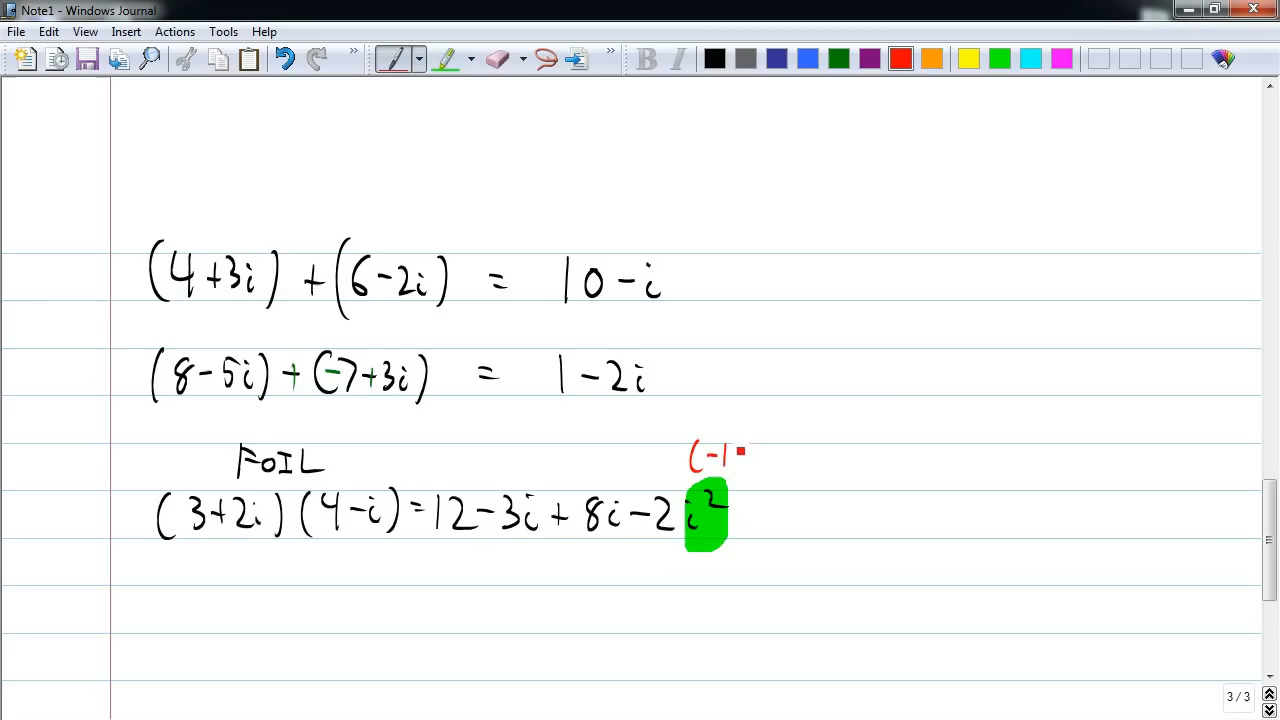 Note1 - Windows Journal
File Edit View Insert Actions Tools Help
B I
(4+3i) + (6-2i) = 10-i
(8-5i) + (-7+3i) = 1-2i
FOIL (-1
(3+2i)(4-i)=12-3i+8i-2i²
3 / 3